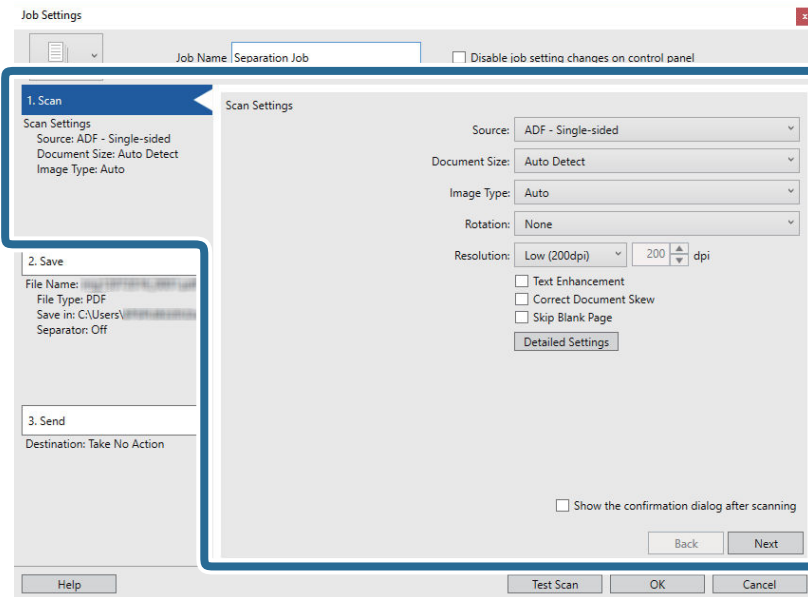 Job Settings
x
Job Name Separation Job Disable job setting changes on control panel
1. Scan
Scan Settings
Source: ADF - Single-sided
Document Size: Auto Detect
Image Type: Auto
2. Save
File Name:
File Type: PDF
Save in: C:\Users\
Separator: Off
3. Send
Destination: Take No Action
Scan Settings
Source: ADF - Single-sided
Document Size: Auto Detect
Image Type: Auto
Rotation: None
Resolution: Low (200dpi) 200 dpi
Text Enhancement
Correct Document Skew
Skip Blank Page
Detailed Settings
Show the confirmation dialog after scanning
Back Next
Help Test Scan OK Cancel